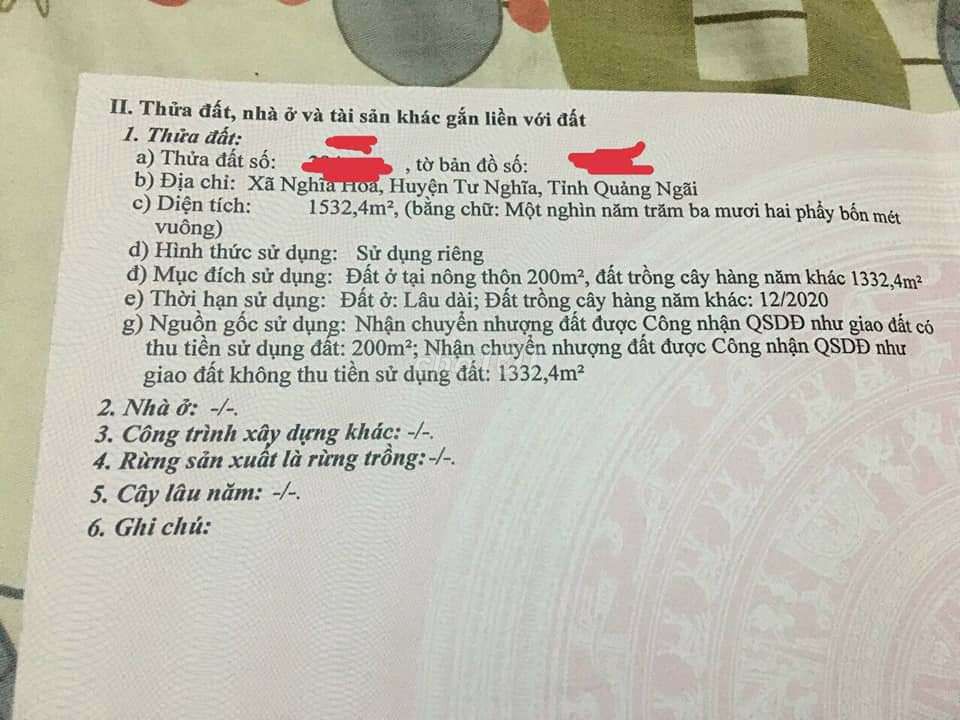 II. Thửa đất, nhà ở và tài sản khác gắn liền với đất
1. Thửa đất:
a) Thửa đất số: , tờ bản đồ số:
b) Địa chỉ: Xã Nghĩa Hoà, Huyện Tư Nghĩa, Tỉnh Quảng Ngãi
c) Diện tích: 1532,4m², (bằng chữ: Một nghìn năm trăm ba mươi hai phẩy bốn mét
vuông)
d) Hình thức sử dụng: Sử dụng riêng
đ) Mục đích sử dụng: Đất ở tại nông thôn 200m², đất trồng cây hàng năm khác 1332,4m²
e) Thời hạn sử dụng: Đất ở: Lâu dài; Đất trồng cây hàng năm khác: 12/2020
g) Nguồn gốc sử dụng: Nhận chuyển nhượng đất được Công nhận QSDĐ như giao đất có
thu tiền sử dụng đất: 200m²; Nhận chuyển nhượng đất được Công nhận QSDĐ như
giao đất không thu tiền sử dụng đất: 1332,4m²
2. Nhà ở: -/-.
3. Công trình xây dựng khác: -/-.
4. Rừng sản xuất là rừng trồng: -/-.
5. Cây lâu năm: -/-.
6. Ghi chú: